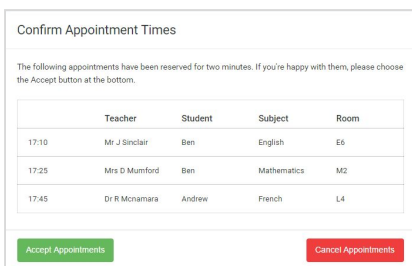 Confirm Appointment Times
The following appointments have been reserved for two minutes. If you're happy with them, please choose
the Accept button at the bottom.
Teacher Student Subject Room
17:10 Mr J Sinclair Ben English E6
17:25 Mrs D Mumford Ben Mathematics M2
17:45 Dr R Mcnamara Andrew French L4
Accept Appointments Cancel Appointments